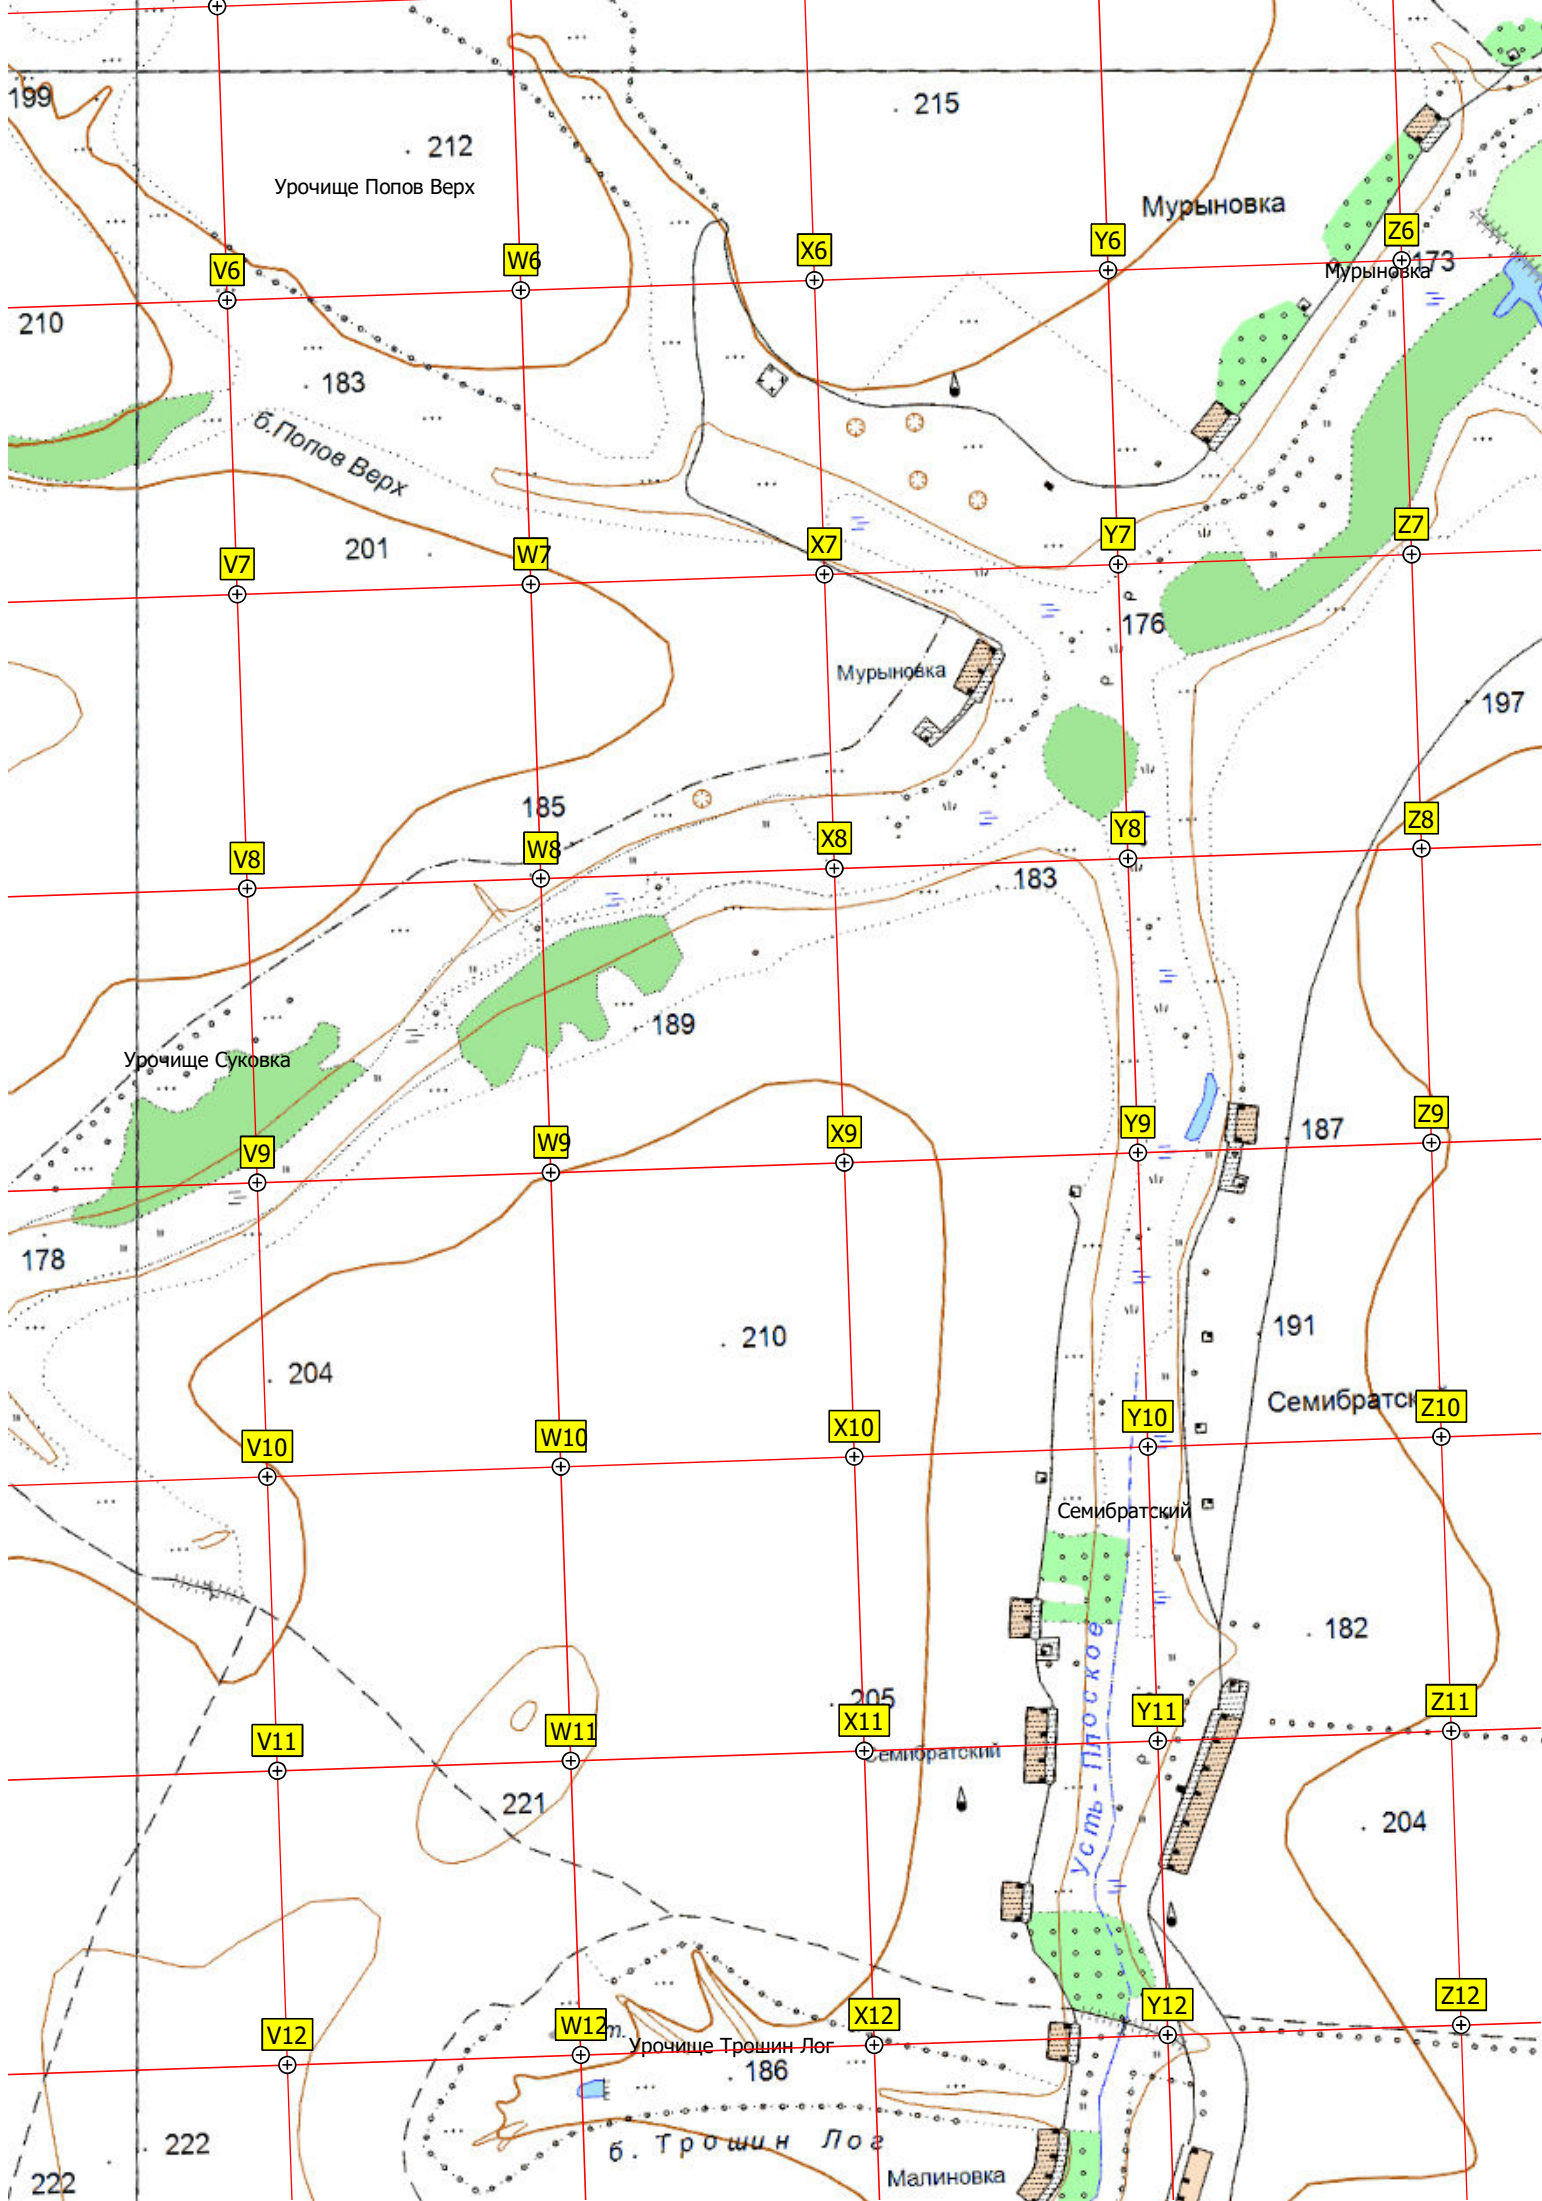 199
212
215
Урочище Попов Верх
Мурыновка
V6
W6
X6
Y6
Z6
173
Мурыновка
210
183
б.Попов Верх
201
V7
W7
X7
Y7
Z7
176
Мурыновка
197
185
V8
W8
X8
Y8
Z8
183
189
Урочище Суковка
V9
W9
X9
Y9
Z9
187
178
210
191
204
Семибратск
V10
W10
X10
Y10
Z10
Семибратский
182
205
V11
W11
X11
Y11
Z11
Семибратский
Усть-Плоское
221
204
V12
W12
X12
Y12
Z12
т.
Урочище Трошин Лог
186
б. Трошин Лог
222
222
Малиновка